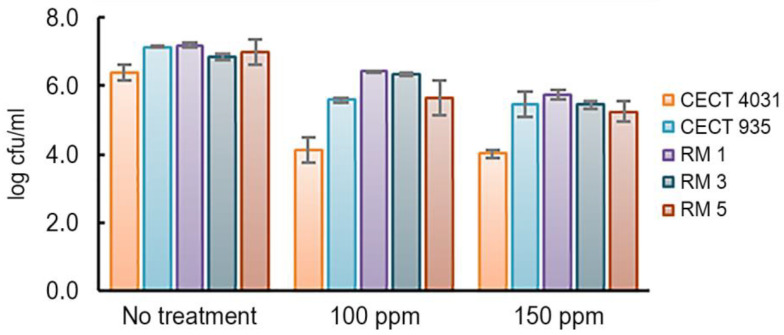 8.0
6.0
4.0
2.0
0.0
log cfu/ml
No treatment
100 ppm
150 ppm
CECT 4031
CECT 935
RM 1
RM 3
RM 5